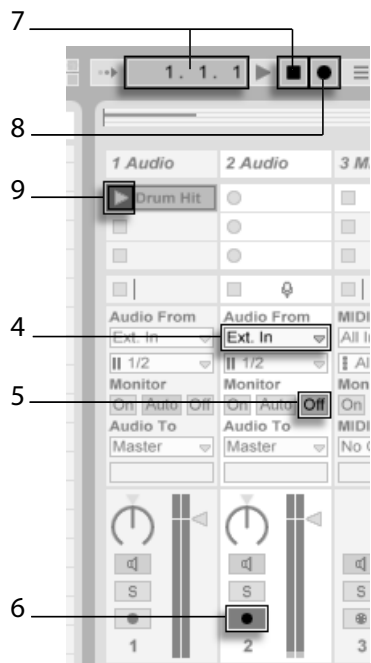 7
1. 1. 1
8
1 Audio 2 Audio 3 M
9 Drum Hit
Audio From Audio From MIDI
4 Ext. In Ext. In All In
1/2 1/2 Al
Monitor Monitor Mon
5 On Auto Off On Auto Off On
Audio To Audio To MIDI
Master Master No
S S S
6
1 2 3